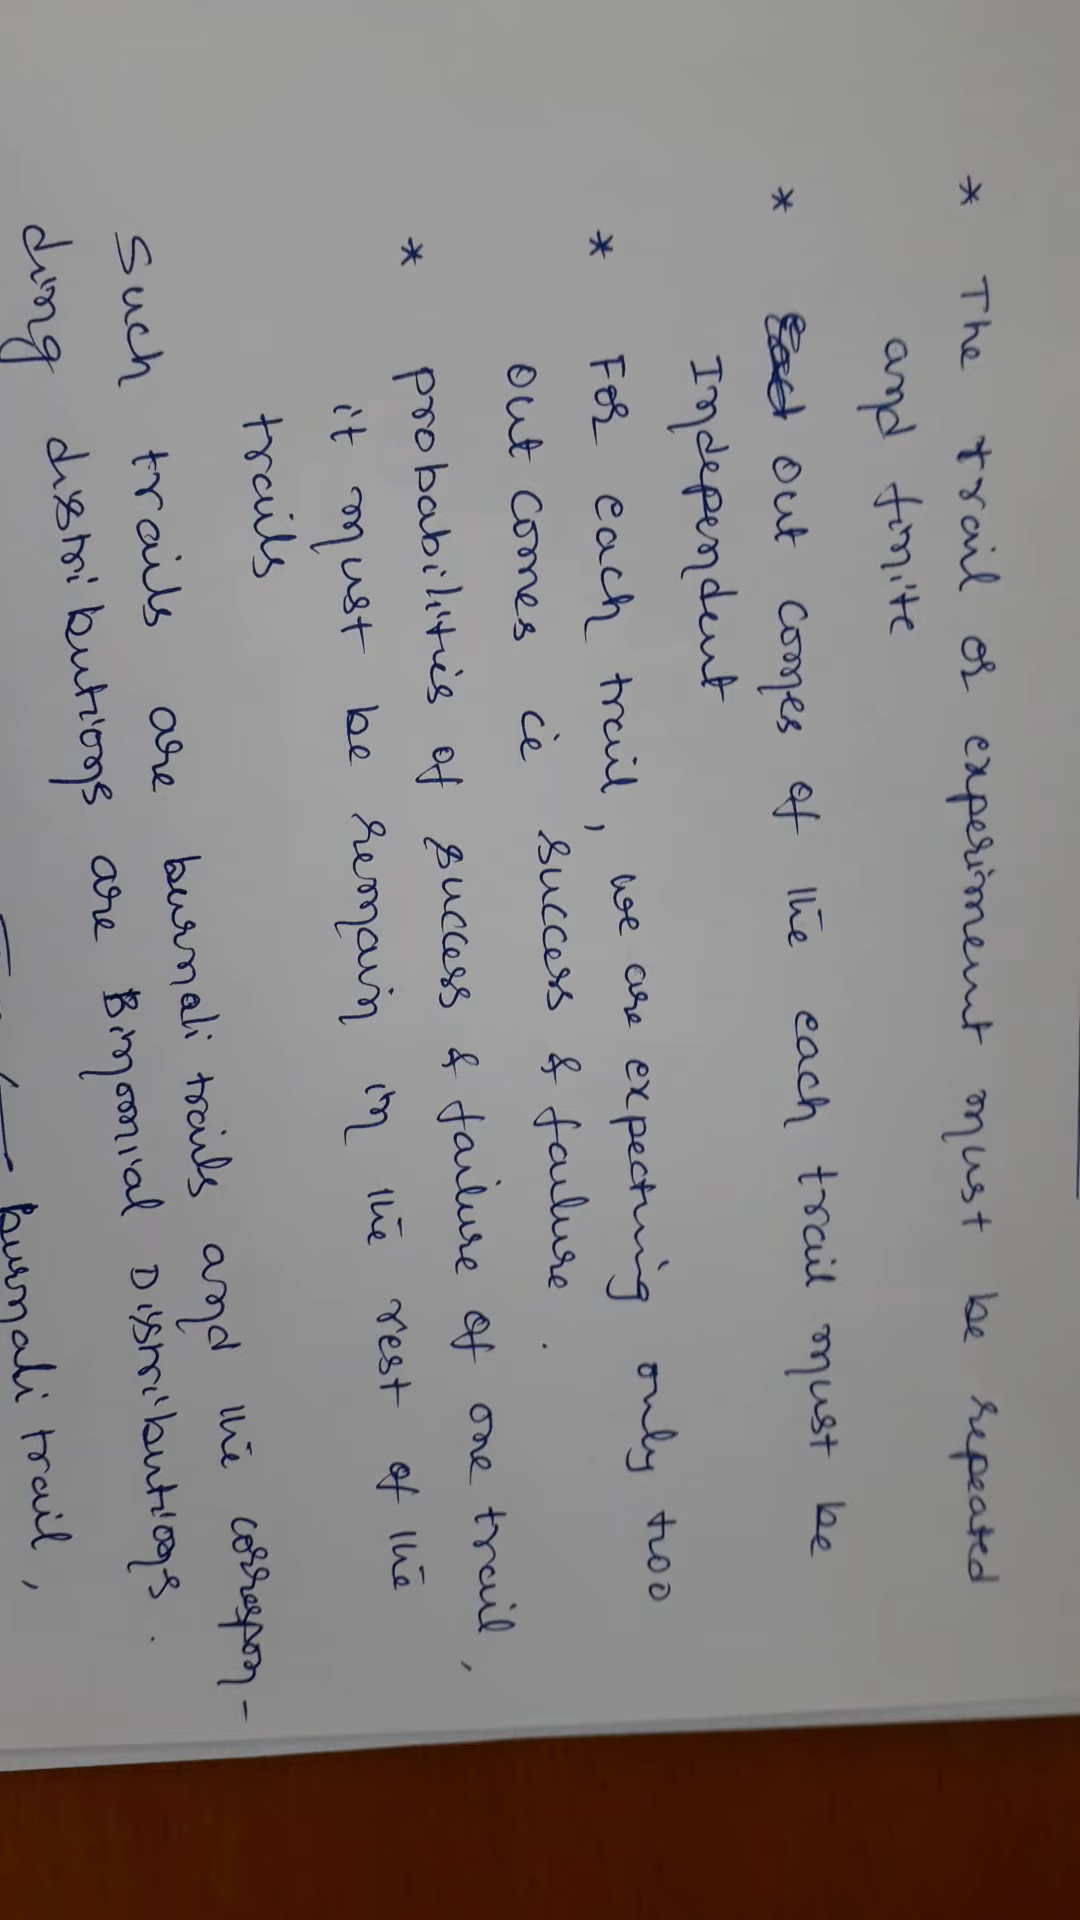 * The trail or experiment must be repeated
and finite
* out comes of the each trail must be
Independent
* For each trail, we are expecting only two
out comes ie success & failure.
* probabilities of success & failure of one trail,
it must be remain in the rest of the
trails
Such trails are burnali trails and the correspon-
ding distributions are Binomial Distributions.
burnali trail,